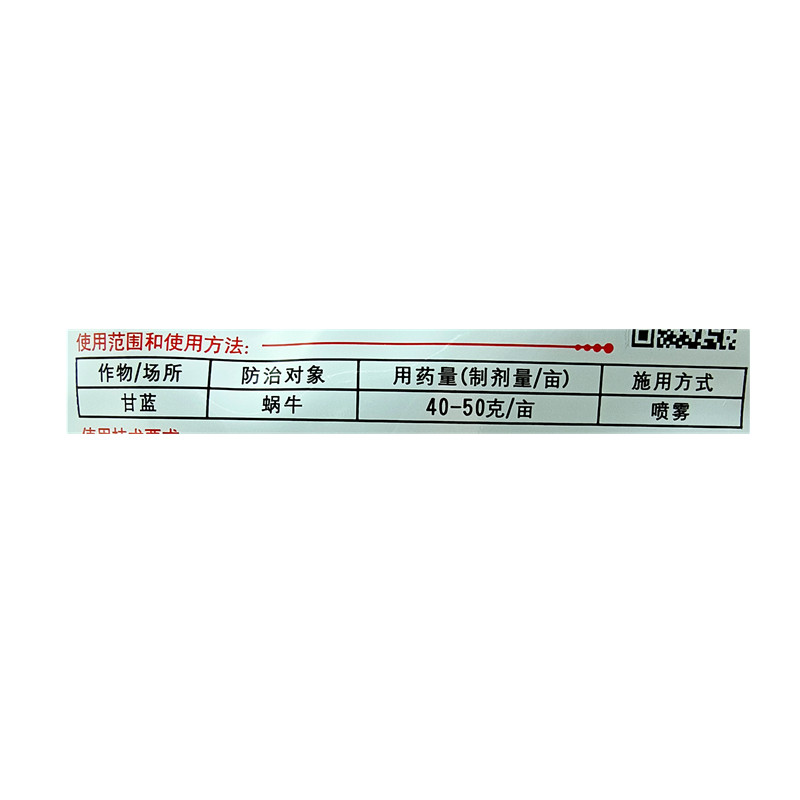 使用范围和使用方法:
作物/场所 防治对象 用药量(制剂量/亩) 施用方式
甘蓝 蜗牛 40-50克/亩 喷雾